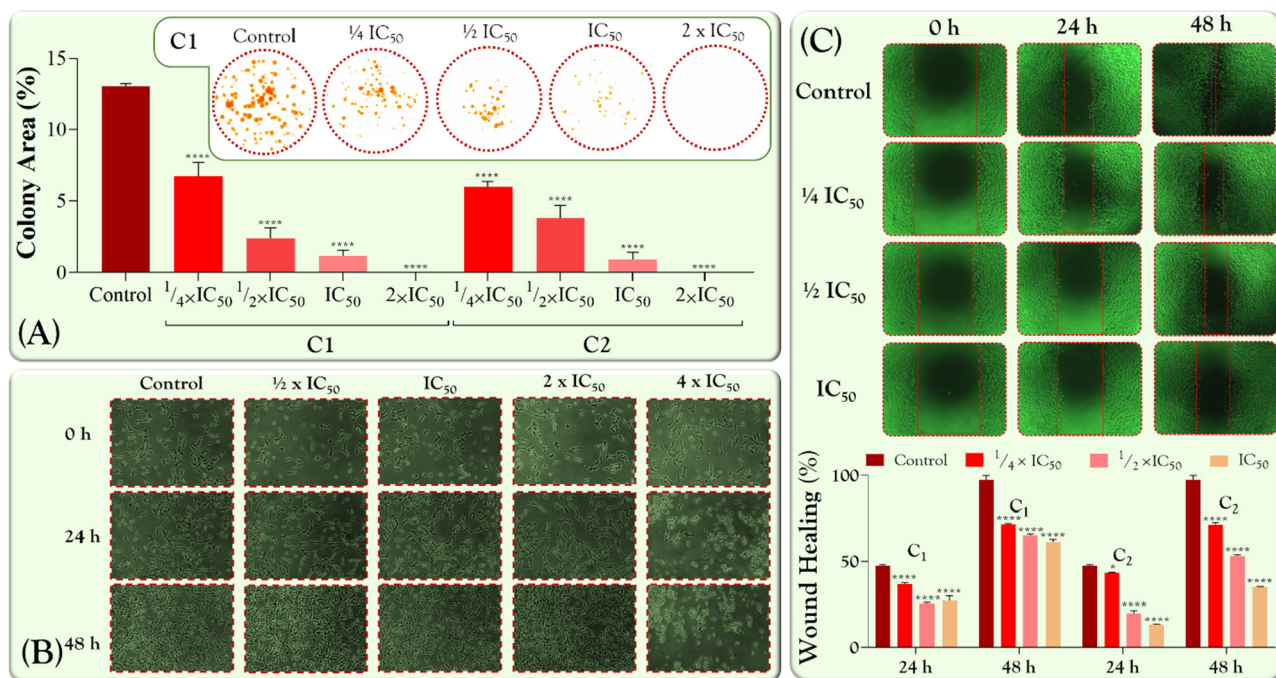 C1 Control ¼ IC50 ½ IC50 IC50 2 x IC50
Colony Area (%)
15
10
5
0
****
****
****
****
****
****
****
****
Control 1/4×IC50 1/2×IC50 IC50 2×IC50 1/4×IC50 1/2×IC50 IC50 2×IC50
C1 C2
(A)
Control ½ x IC50 IC50 2 x IC50 4 x IC50
0 h
24 h
48 h
(B)
(C)
0 h 24 h 48 h
Control
¼ IC50
½ IC50
IC50
Control 1/4 × IC50 1/2 ×IC50 IC50
Wound Healing (%)
100
50
0
C1
****
****
****
C1
****
****
****
C2
*
****
****
C2
****
****
****
24 h 48 h 24 h 48 h